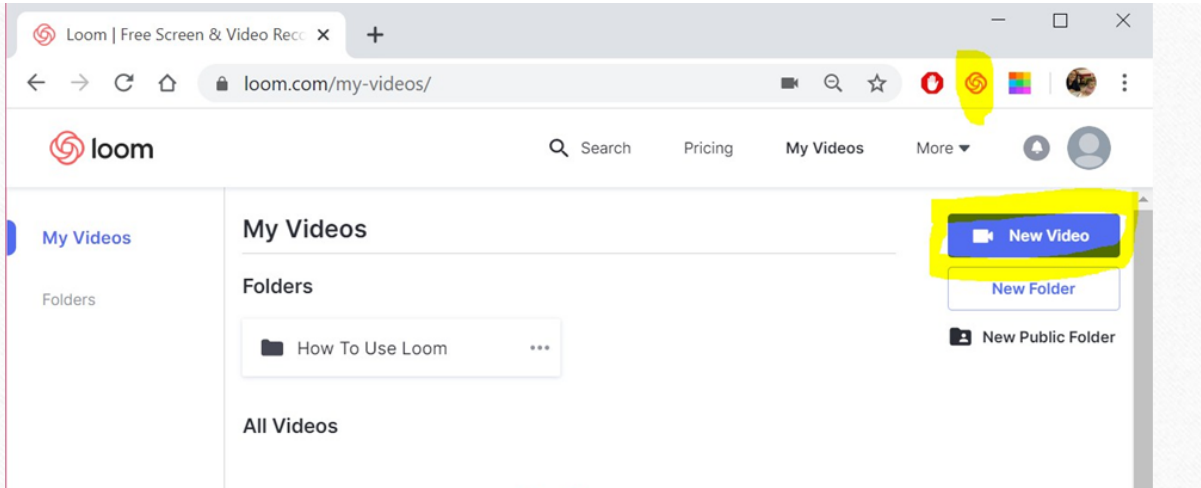 Loom | Free Screen & Video Reco
loom.com/my-videos/
loom Search Pricing My Videos More
My Videos
Folders
My Videos
Folders
How To Use Loom
All Videos
New Video
New Folder
New Public Folder